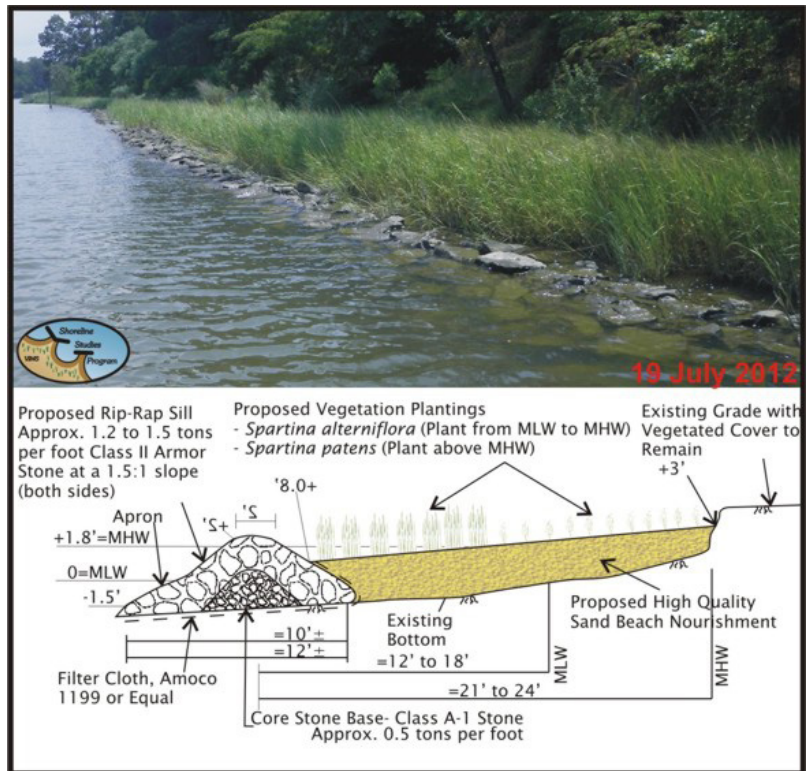 Shoreline
Studies
Program
VIMS
19 July 2012
Proposed Rip-Rap Sill
Approx. 1.2 to 1.5 tons
per foot Class II Armor
Stone at a 1.5:1 slope
(both sides)
Proposed Vegetation Plantings
- Spartina alterniflora (Plant from MLW to MHW)
- Spartina patens (Plant above MHW)
Existing Grade with
Vegetated Cover to
Remain
+3'
+0.8'
2'
+2'
Apron
+1.8'=MHW
0=MLW
-1.5'
=10'±
=12'±
Existing
Bottom
Proposed High Quality
Sand Beach Nourishment
=12' to 18'
MLW
MHW
=21' to 24'
Filter Cloth, Amoco
1199 or Equal
Core Stone Base- Class A-1 Stone
Approx. 0.5 tons per foot